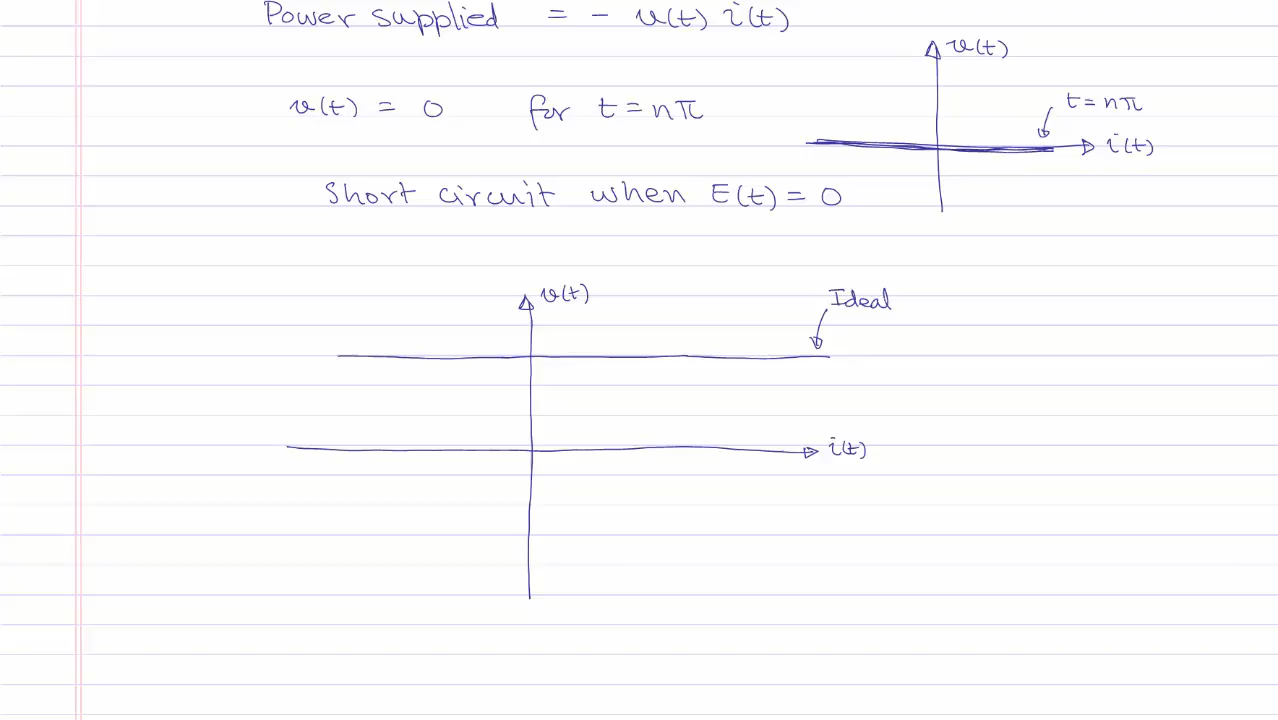 Power supplied = - v(t) i(t)
v(t)
v(t) = 0 for t = nπ
t = nπ
i(t)
Short circuit when E(t) = 0
v(t)
Ideal
i(t)